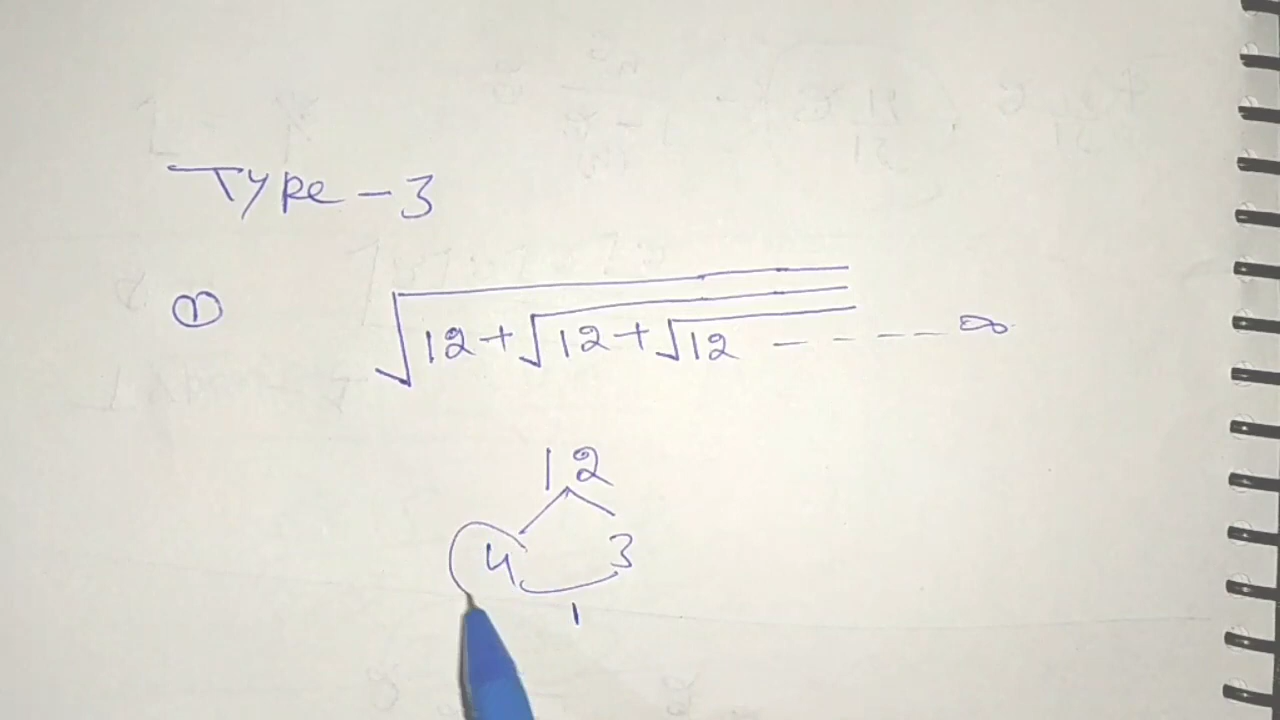 Type-3
① √12+√12+√12 - - - - - ∞
12
4 3
1